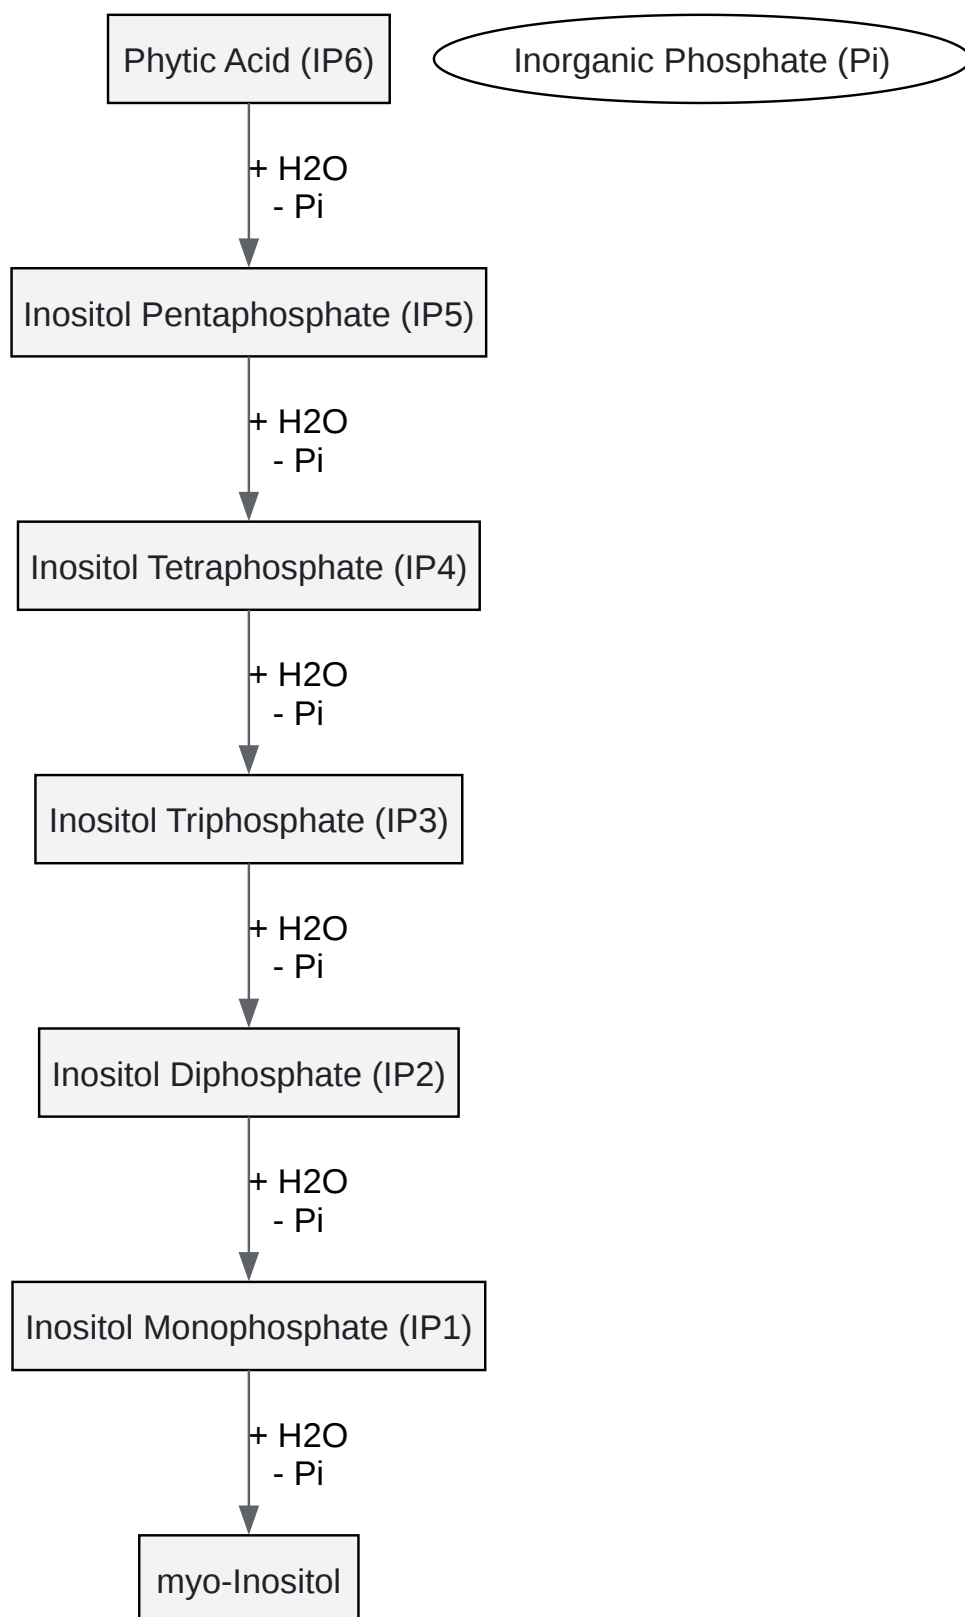 Phytic Acid (IP6)
Inorganic Phosphate (Pi)
+ H2O
- Pi
Inositol Pentaphosphate (IP5)
+ H2O
- Pi
Inositol Tetraphosphate (IP4)
+ H2O
- Pi
Inositol Triphosphate (IP3)
+ H2O
- Pi
Inositol Diphosphate (IP2)
+ H2O
- Pi
Inositol Monophosphate (IP1)
+ H2O
- Pi
myo-Inositol